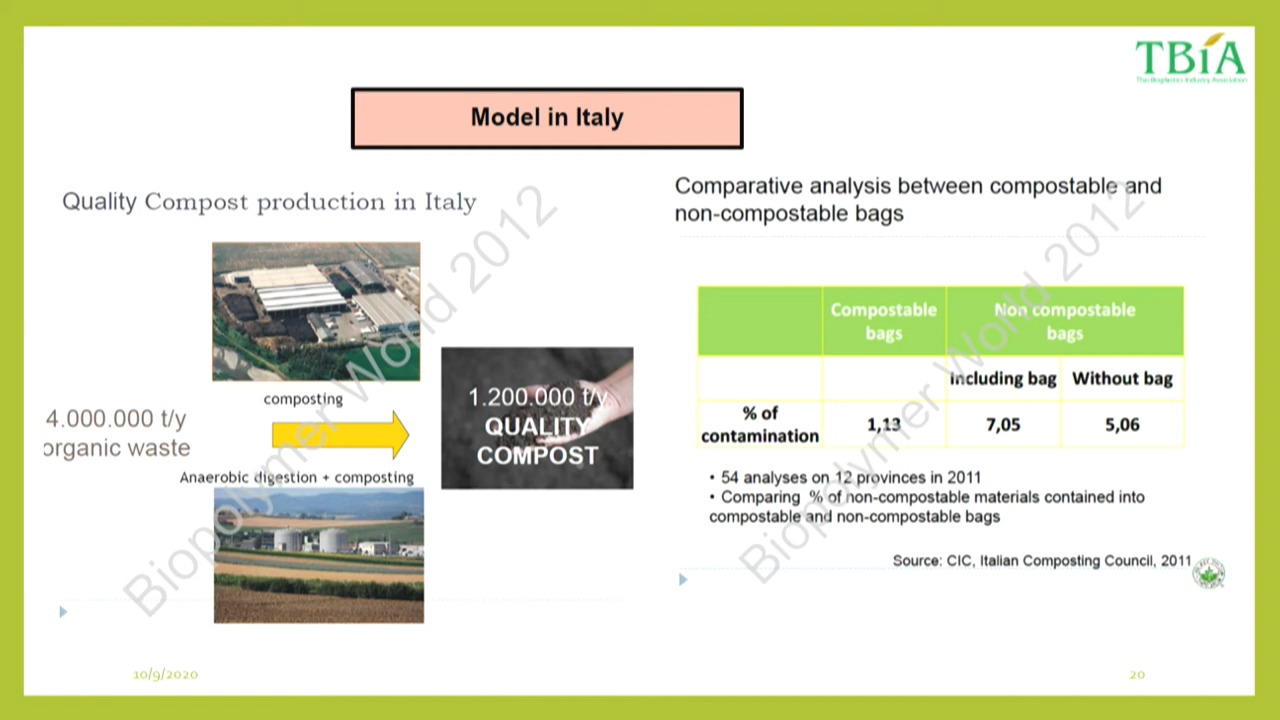 TBiA
Thai Bioplastics Industry Association
Model in Italy
Quality Compost production in Italy
composting
4.000.000 t/y
organic waste
Anaerobic digestion + composting
1.200.000 t/y
QUALITY
COMPOST
Biopolymer World 2012
Comparative analysis between compostable and
non-compostable bags
Compostable
bags
Non compostable
bags
Including bag
Without bag
% of
contamination
1,13
7,05
5,06
• 54 analyses on 12 provinces in 2011
• Comparing % of non-compostable materials contained into
compostable and non-compostable bags
Source: CIC, Italian Composting Council, 2011
Biopolymer World 2012
10/9/2020
20